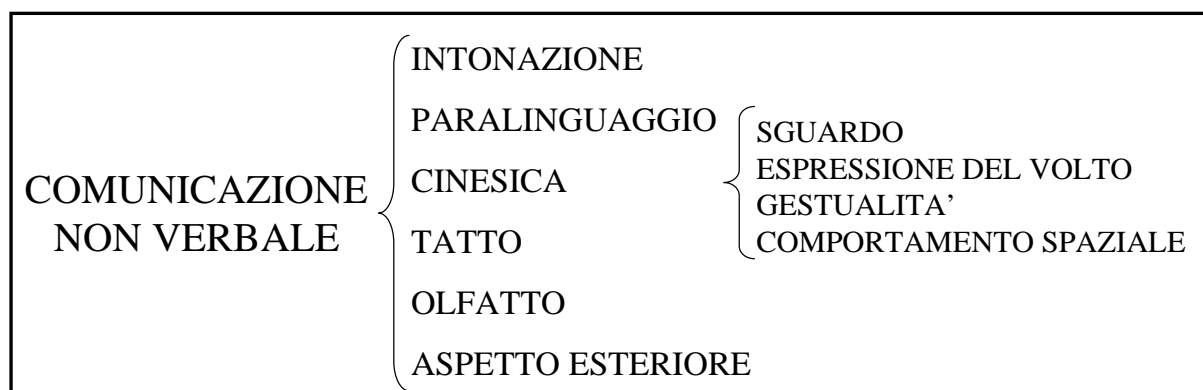 COMUNICAZIONE
NON VERBALE
INTONAZIONE
PARALINGUAGGIO
CINESICA
TATTO
OLFATTO
ASPETTO ESTERIORE
SGUARDO
ESPRESSIONE DEL VOLTO
GESTUALITA’
COMPORTAMENTO SPAZIALE